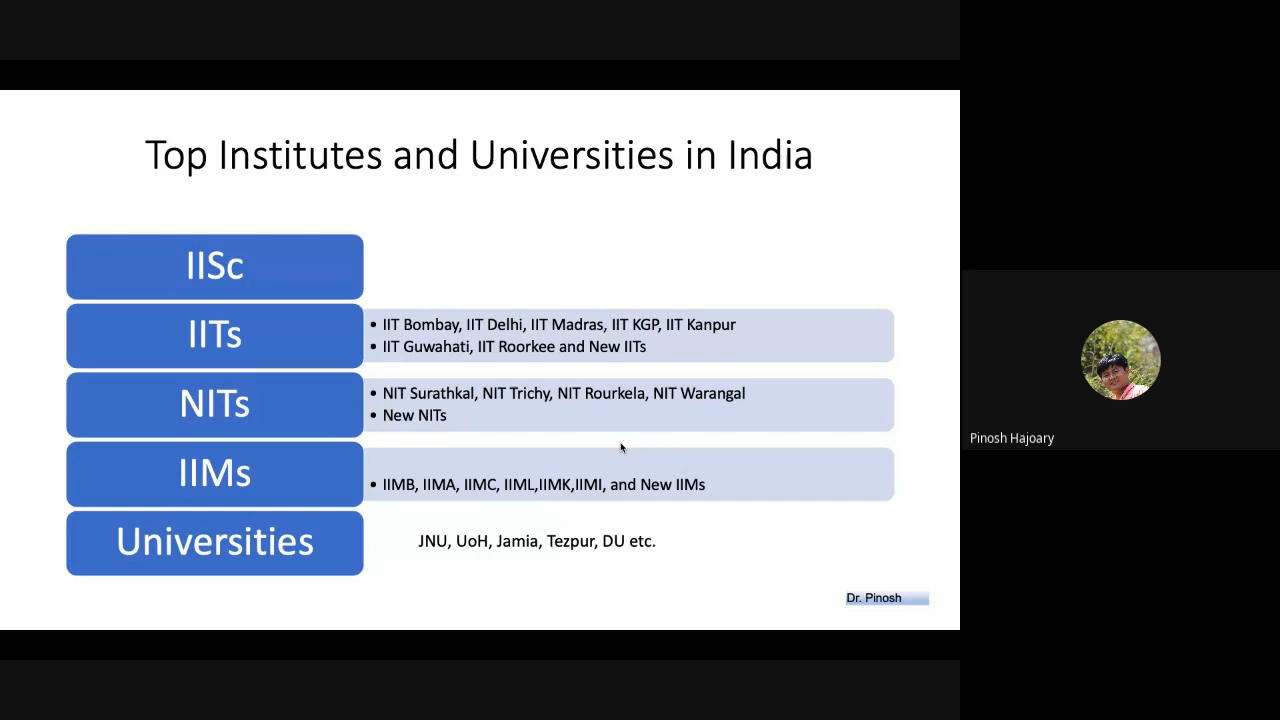 Top Institutes and Universities in India
IISc
IITs
• IIT Bombay, IIT Delhi, IIT Madras, IIT KGP, IIT Kanpur
• IIT Guwahati, IIT Roorkee and New IITs
NITs
• NIT Surathkal, NIT Trichy, NIT Rourkela, NIT Warangal
• New NITs
IIMs
• IIMB, IIMA, IIMC, IIML,IIMK,IIMI, and New IIMs
Universities
JNU, UoH, Jamia, Tezpur, DU etc.
Dr. Pinosh
Pinosh Hajoary